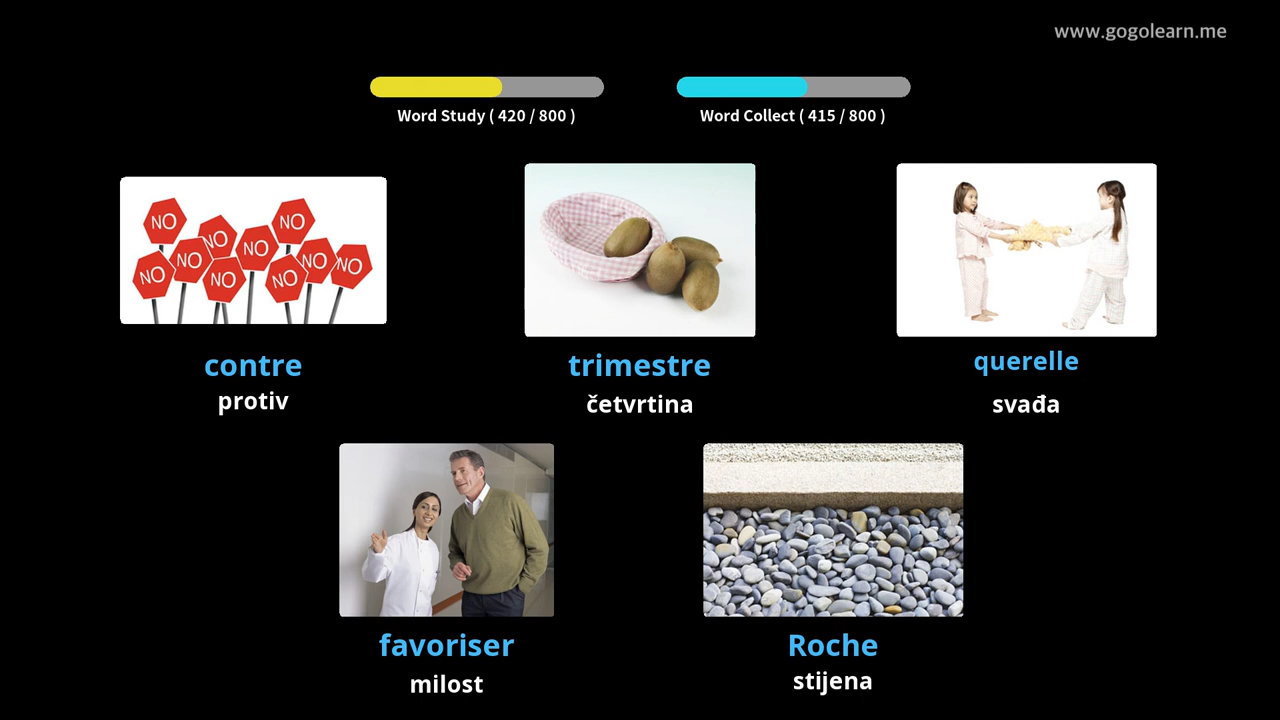 www.gogolearn.me
Word Study ( 420 / 800 )
Word Collect ( 415 / 800 )
NO
NO
NO
NO
NO
NO
NO
NO
NO
NO
contre
protiv
trimestre
četvrtina
querelle
svađa
favoriser
milost
Roche
stijena